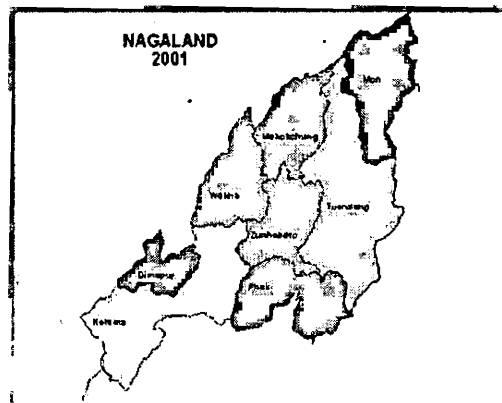 NAGALAND
2001
Mon
Mokokchung
Wokha
Tuensang
Zunheboto
Dimapur
Phek
Kohima